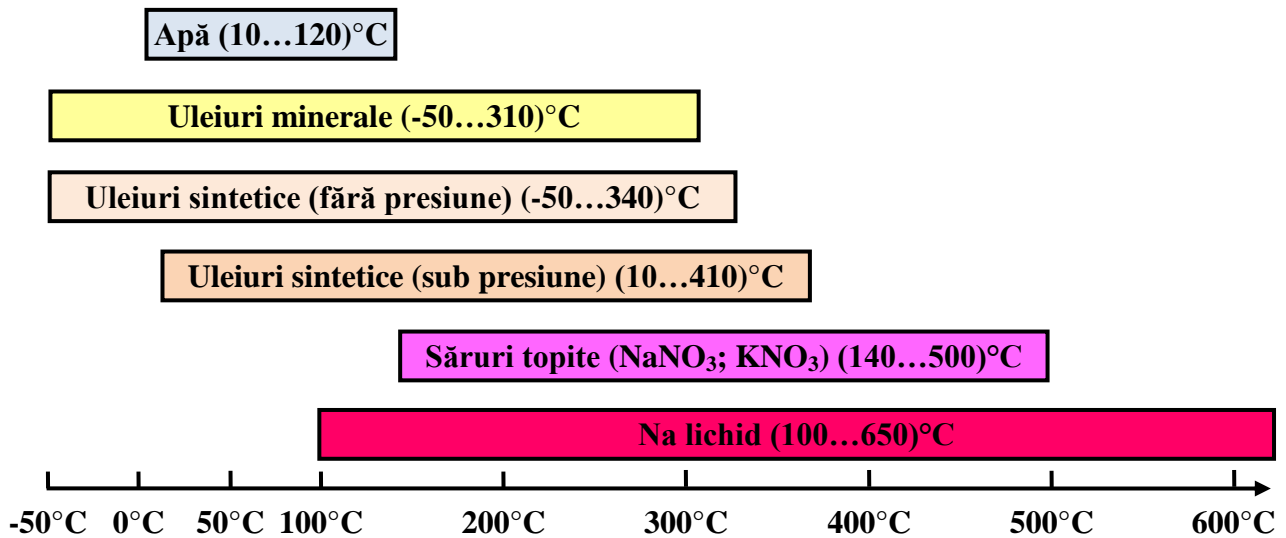 Apă (10…120)°C
Uleiuri minerale (-50…310)°C
Uleiuri sintetice (fără presiune) (-50…340)°C
Uleiuri sintetice (sub presiune) (10…410)°C
Săruri topite (NaNO₃; KNO₃) (140…500)°C
Na lichid (100…650)°C
-50°C 0°C 50°C 100°C 200°C 300°C 400°C 500°C 600°C